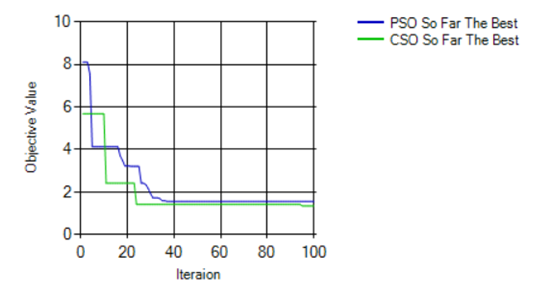 10
8
6
4
2
0
0 20 40 60 80 100
Objective Value
Iteraion
PSO So Far The Best
CSO So Far The Best